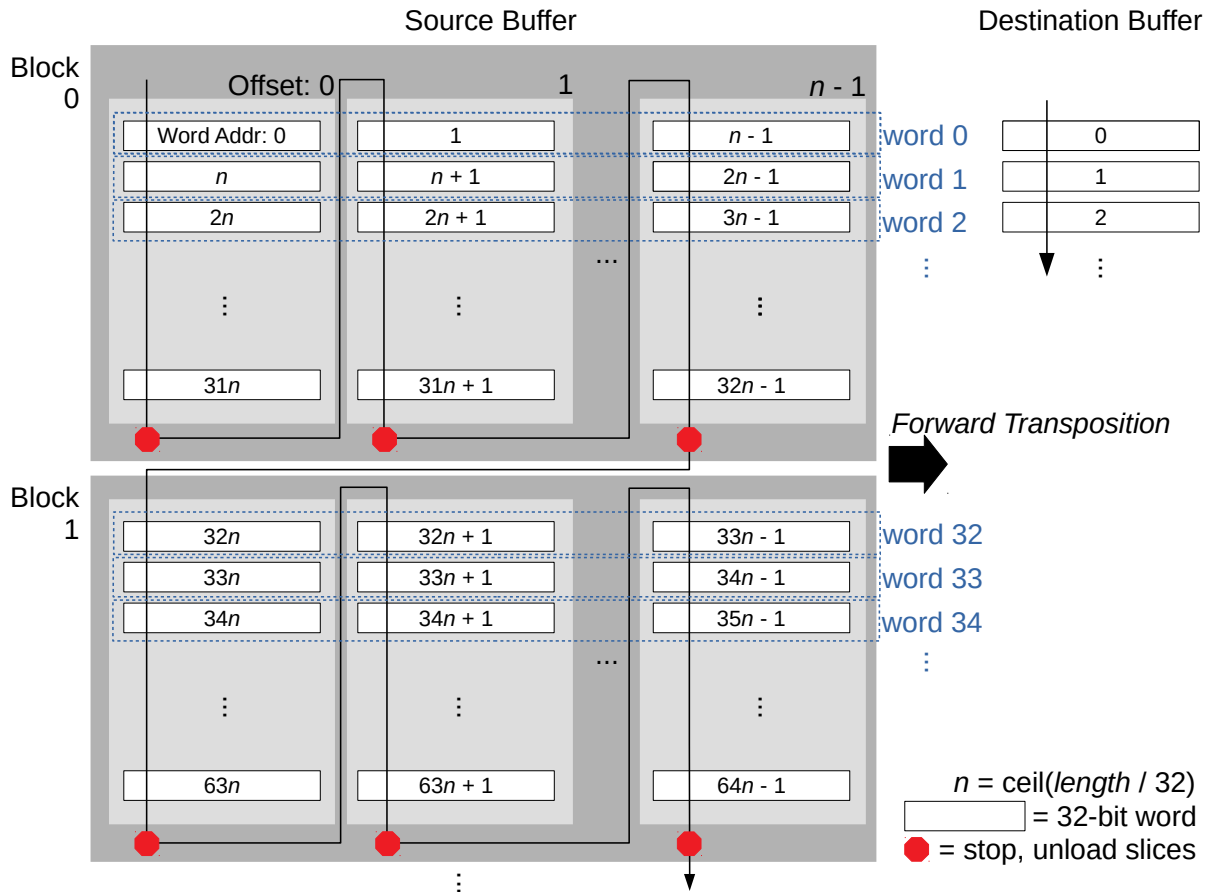 Source Buffer
Destination Buffer
Block
0
Offset: 0
1
n - 1
Word Addr: 0
1
n - 1
word 0
0
n
n + 1
2n - 1
word 1
1
2n
2n + 1
3n - 1
word 2
2
...
⋮
⋮
⋮
⋮
⋮
31n
31n + 1
32n - 1
Forward Transposition
Block
1
32n
32n + 1
33n - 1
word 32
33n
33n + 1
34n - 1
word 33
34n
34n + 1
35n - 1
word 34
...
⋮
⋮
⋮
⋮
63n
63n + 1
64n - 1
n = ceil(length / 32)
= 32-bit word
= stop, unload slices
⋮